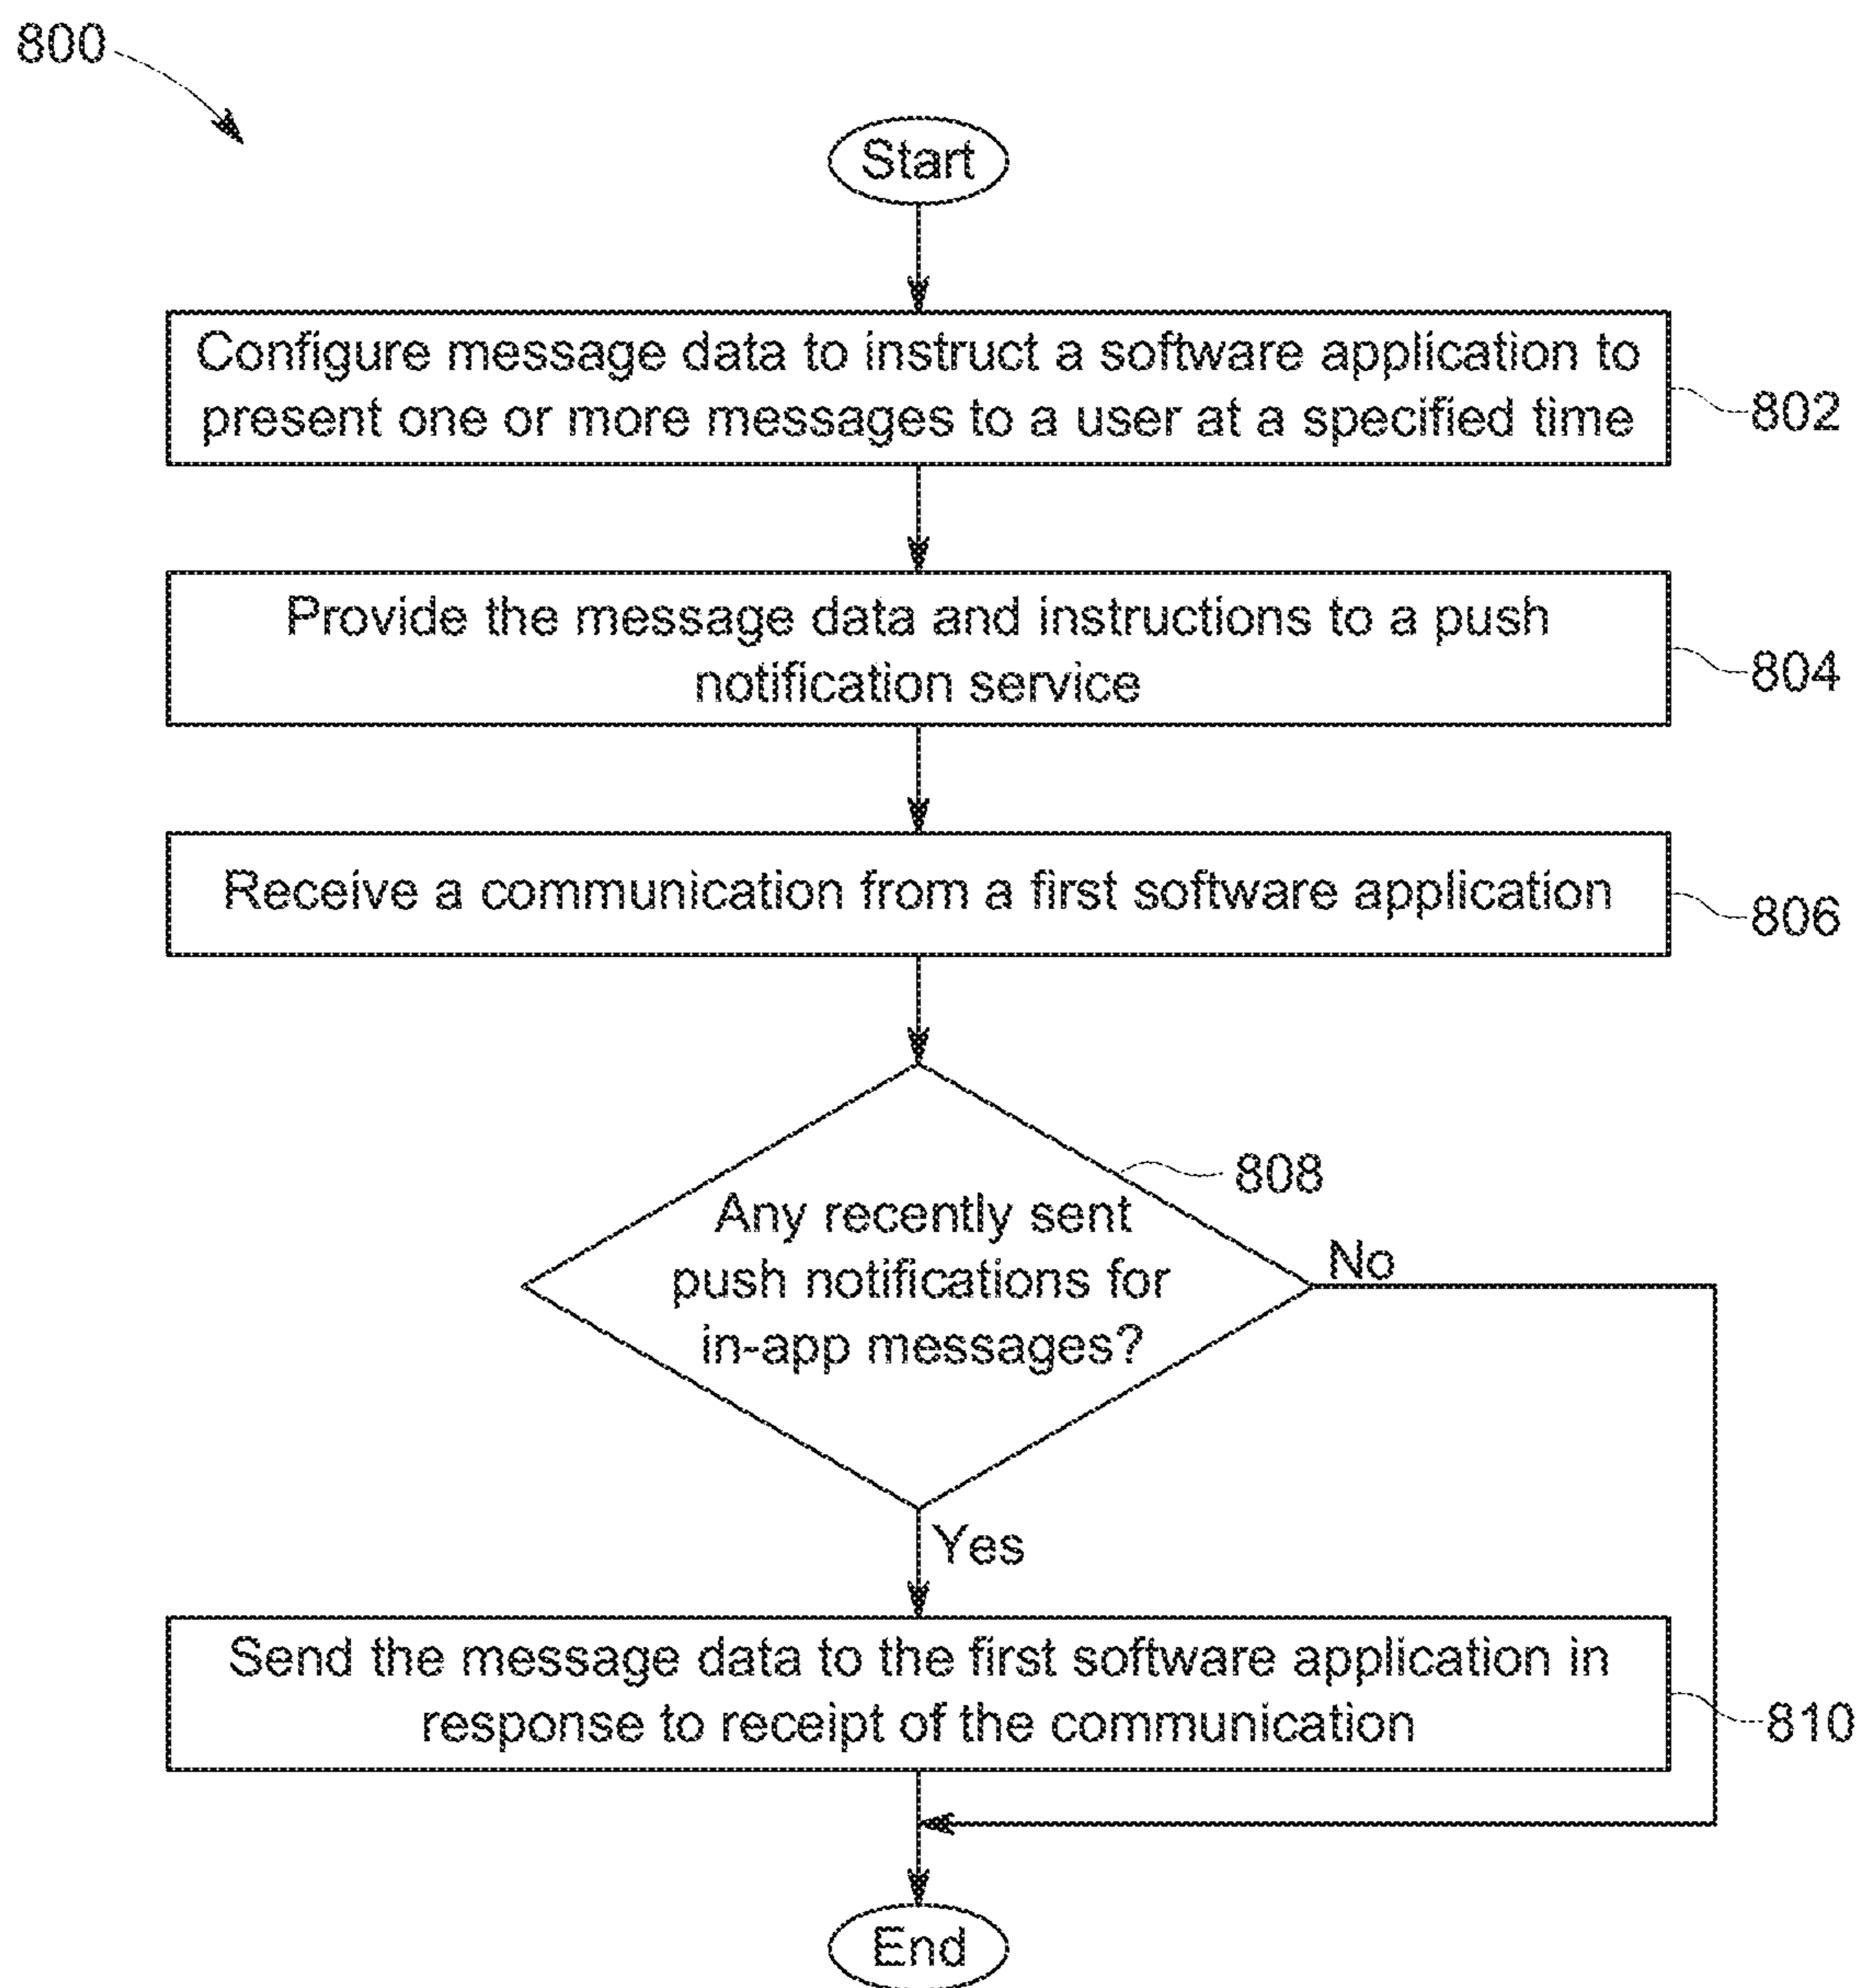 800
Start
Configure message data to instruct a software application to
present one or more messages to a user at a specified time
802
Provide the message data and instructions to a push
notification service
804
Receive a communication from a first software application
806
808
Any recently sent
push notifications for
in-app messages?
No
Yes
Send the message data to the first software application in
response to receipt of the communication
810
End